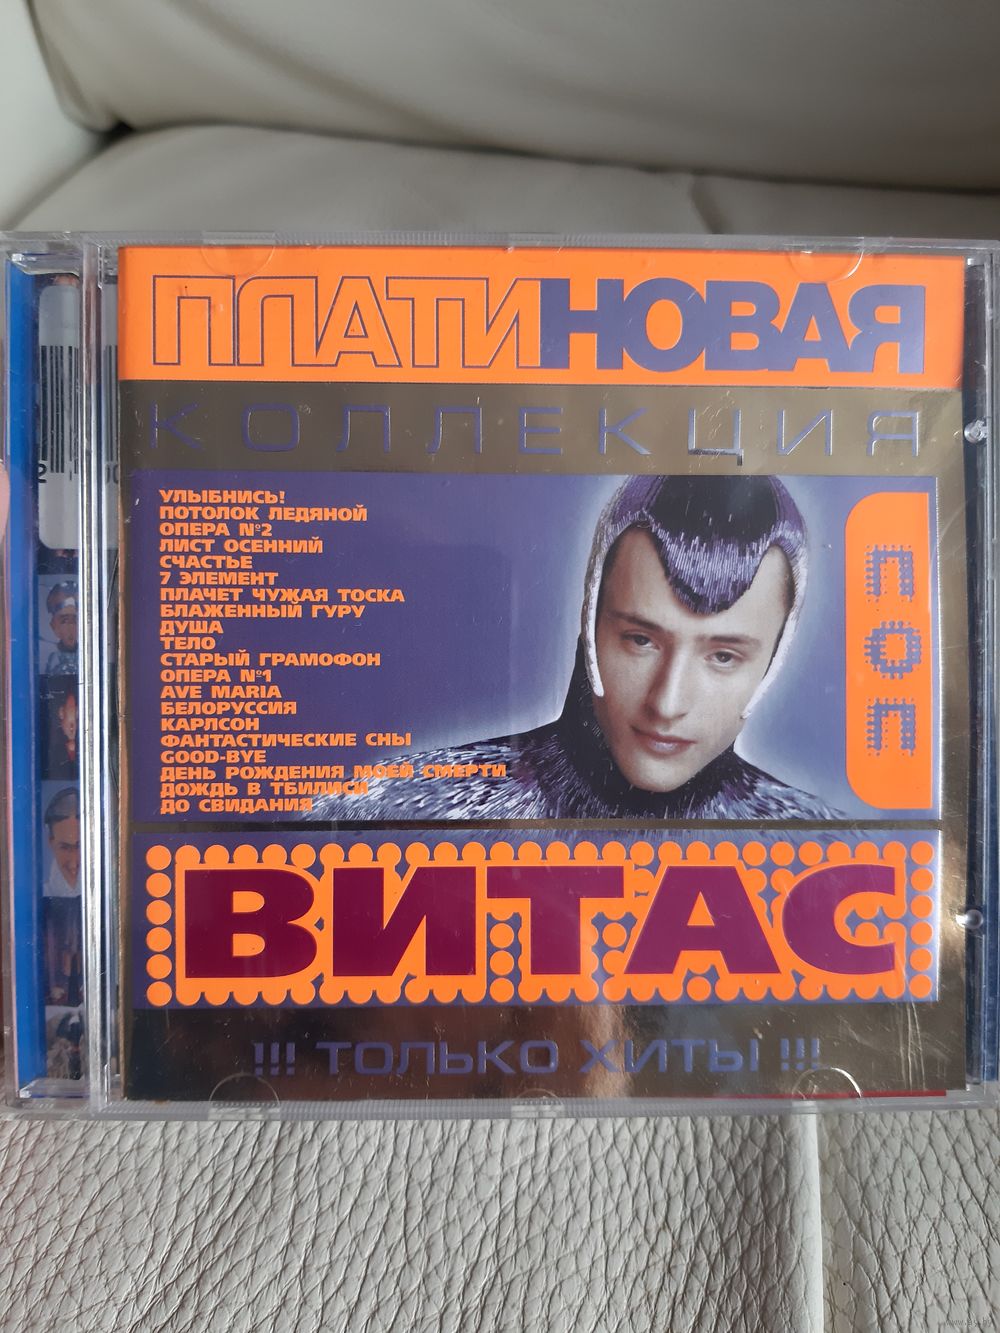 ПЛАТИНОВАЯ
КОЛЛЕКЦИЯ
УЛЫБНИСЬ!
ПОТОЛОК ЛЕДЯНОЙ
ОПЕРА №2
ЛИСТ ОСЕННИЙ
СЧАСТЬЕ
7 ЭЛЕМЕНТ
ПЛАЧЕТ ЧУЖАЯ ТОСКА
БЛАЖЕННЫЙ ГУРУ
ДУША
ТЕЛО
СТАРЫЙ ГРАМОФОН
ОПЕРА №1
AVE MARIA
БЕЛОРУССИЯ
КАРЛСОН
ФАНТАСТИЧЕСКИЕ СНЫ
GOOD-BYE
ДЕНЬ РОЖДЕНИЯ МОЕЙ СМЕРТИ
ДОЖДЬ В ТБИЛИСИ
ДО СВИДАНИЯ
ПОП
ВИТАС
!!! ТОЛЬКО ХИТЫ !!!